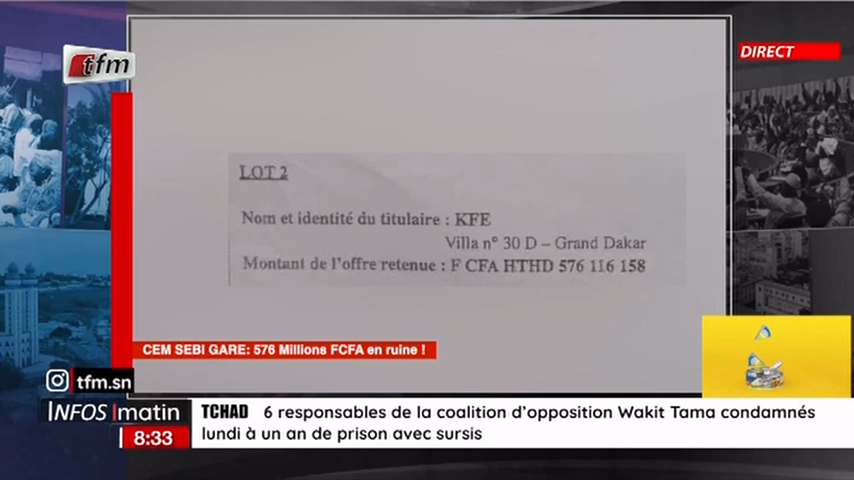 tfm
DIRECT
LOT 2
Nom et identité du titulaire : KFE
Villa n° 30 D – Grand Dakar
Montant de l'offre retenue : F CFA HTHD 576 116 158
CEM SEBI GARE: 576 Millions FCFA en ruine !
tfm.sn
INFOS matin
8:33
TCHAD 6 responsables de la coalition d'opposition Wakit Tama condamnés
lundi à un an de prison avec sursis